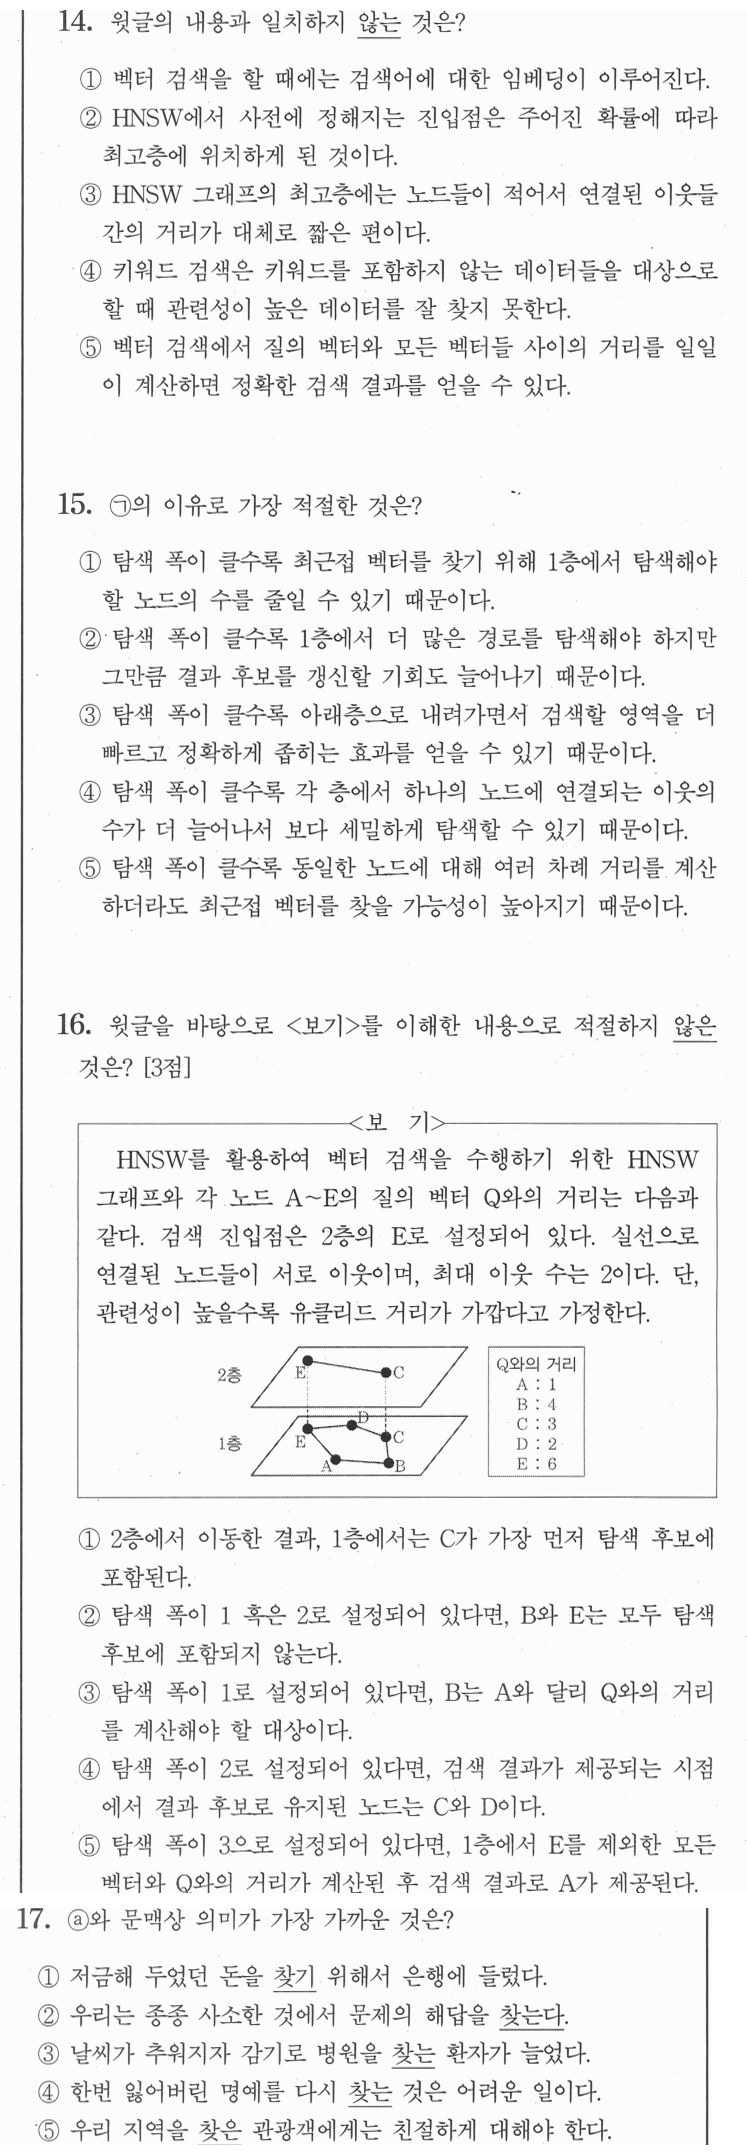 14. 윗글의 내용과 일치하지 않는 것은?
① 벡터 검색을 할 때에는 검색어에 대한 임베딩이 이루어진다.
② HNSW에서 사전에 정해지는 진입점은 주어진 확률에 따라
최고층에 위치하게 된 것이다.
③ HNSW 그래프의 최고층에는 노드들이 적어서 연결된 이웃들
간의 거리가 대체로 짧은 편이다.
④ 키워드 검색은 키워드를 포함하지 않는 데이터들을 대상으로
할 때 관련성이 높은 데이터를 잘 찾지 못한다.
⑤ 벡터 검색에서 질의 벡터와 모든 벡터들 사이의 거리를 일일
이 계산하면 정확한 검색 결과를 얻을 수 있다.
15. ㉠의 이유로 가장 적절한 것은?
① 탐색 폭이 클수록 최근접 벡터를 찾기 위해 1층에서 탐색해야
할 노드의 수를 줄일 수 있기 때문이다.
② 탐색 폭이 클수록 1층에서 더 많은 경로를 탐색해야 하지만
그만큼 결과 후보를 갱신할 기회도 늘어나기 때문이다.
③ 탐색 폭이 클수록 아래층으로 내려가면서 검색할 영역을 더
빠르고 정확하게 좁히는 효과를 얻을 수 있기 때문이다.
④ 탐색 폭이 클수록 각 층에서 하나의 노드에 연결되는 이웃의
수가 더 늘어나서 보다 세밀하게 탐색할 수 있기 때문이다.
⑤ 탐색 폭이 클수록 동일한 노드에 대해 여러 차례 거리를 계산
하더라도 최근접 벡터를 찾을 가능성이 높아지기 때문이다.
16. 윗글을 바탕으로 <보기>를 이해한 내용으로 적절하지 않은
것은? [3점]
<보 기>
HNSW를 활용하여 벡터 검색을 수행하기 위한 HNSW
그래프와 각 노드 A~E의 질의 벡터 Q와의 거리는 다음과
같다. 검색 진입점은 2층의 E로 설정되어 있다. 실선으로
연결된 노드들이 서로 이웃이며, 최대 이웃 수는 2이다. 단,
관련성이 높을수록 유클리드 거리가 가깝다고 가정한다.
2층
E
C
1층
E
D
C
A
B
Q와의 거리
A : 1
B : 4
C : 3
D : 2
E : 6
① 2층에서 이동한 결과, 1층에서는 C가 가장 먼저 탐색 후보에
포함된다.
② 탐색 폭이 1 혹은 2로 설정되어 있다면, B와 E는 모두 탐색
후보에 포함되지 않는다.
③ 탐색 폭이 1로 설정되어 있다면, B는 A와 달리 Q와의 거리
를 계산해야 할 대상이다.
④ 탐색 폭이 2로 설정되어 있다면, 검색 결과가 제공되는 시점
에서 결과 후보로 유지된 노드는 C와 D이다.
⑤ 탐색 폭이 3으로 설정되어 있다면, 1층에서 E를 제외한 모든
벡터와 Q와의 거리가 계산된 후 검색 결과로 A가 제공된다.
17. ⓐ와 문맥상 의미가 가장 가까운 것은?
① 저금해 두었던 돈을 찾기 위해서 은행에 들렀다.
② 우리는 종종 사소한 것에서 문제의 해답을 찾는다.
③ 날씨가 추워지자 감기로 병원을 찾는 환자가 늘었다.
④ 한번 잃어버린 명예를 다시 찾는 것은 어려운 일이다.
⑤ 우리 지역을 찾은 관광객에게는 친절하게 대해야 한다.